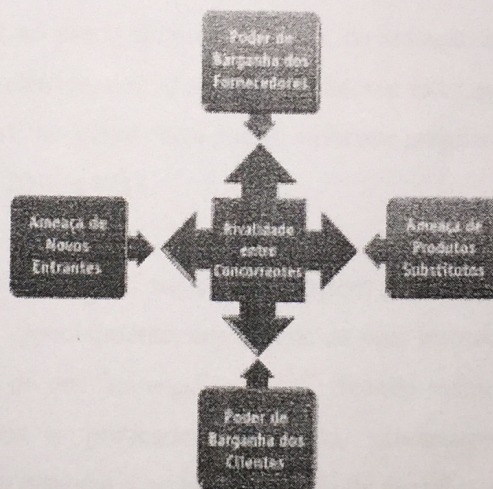 Poder de
Barganha dos
Fornecedores
Ameaça de
Novos
Entrantes
Rivalidade
entre
Concorrentes
Ameaça de
Produtos
Substitutos
Poder de
Barganha dos
Clientes